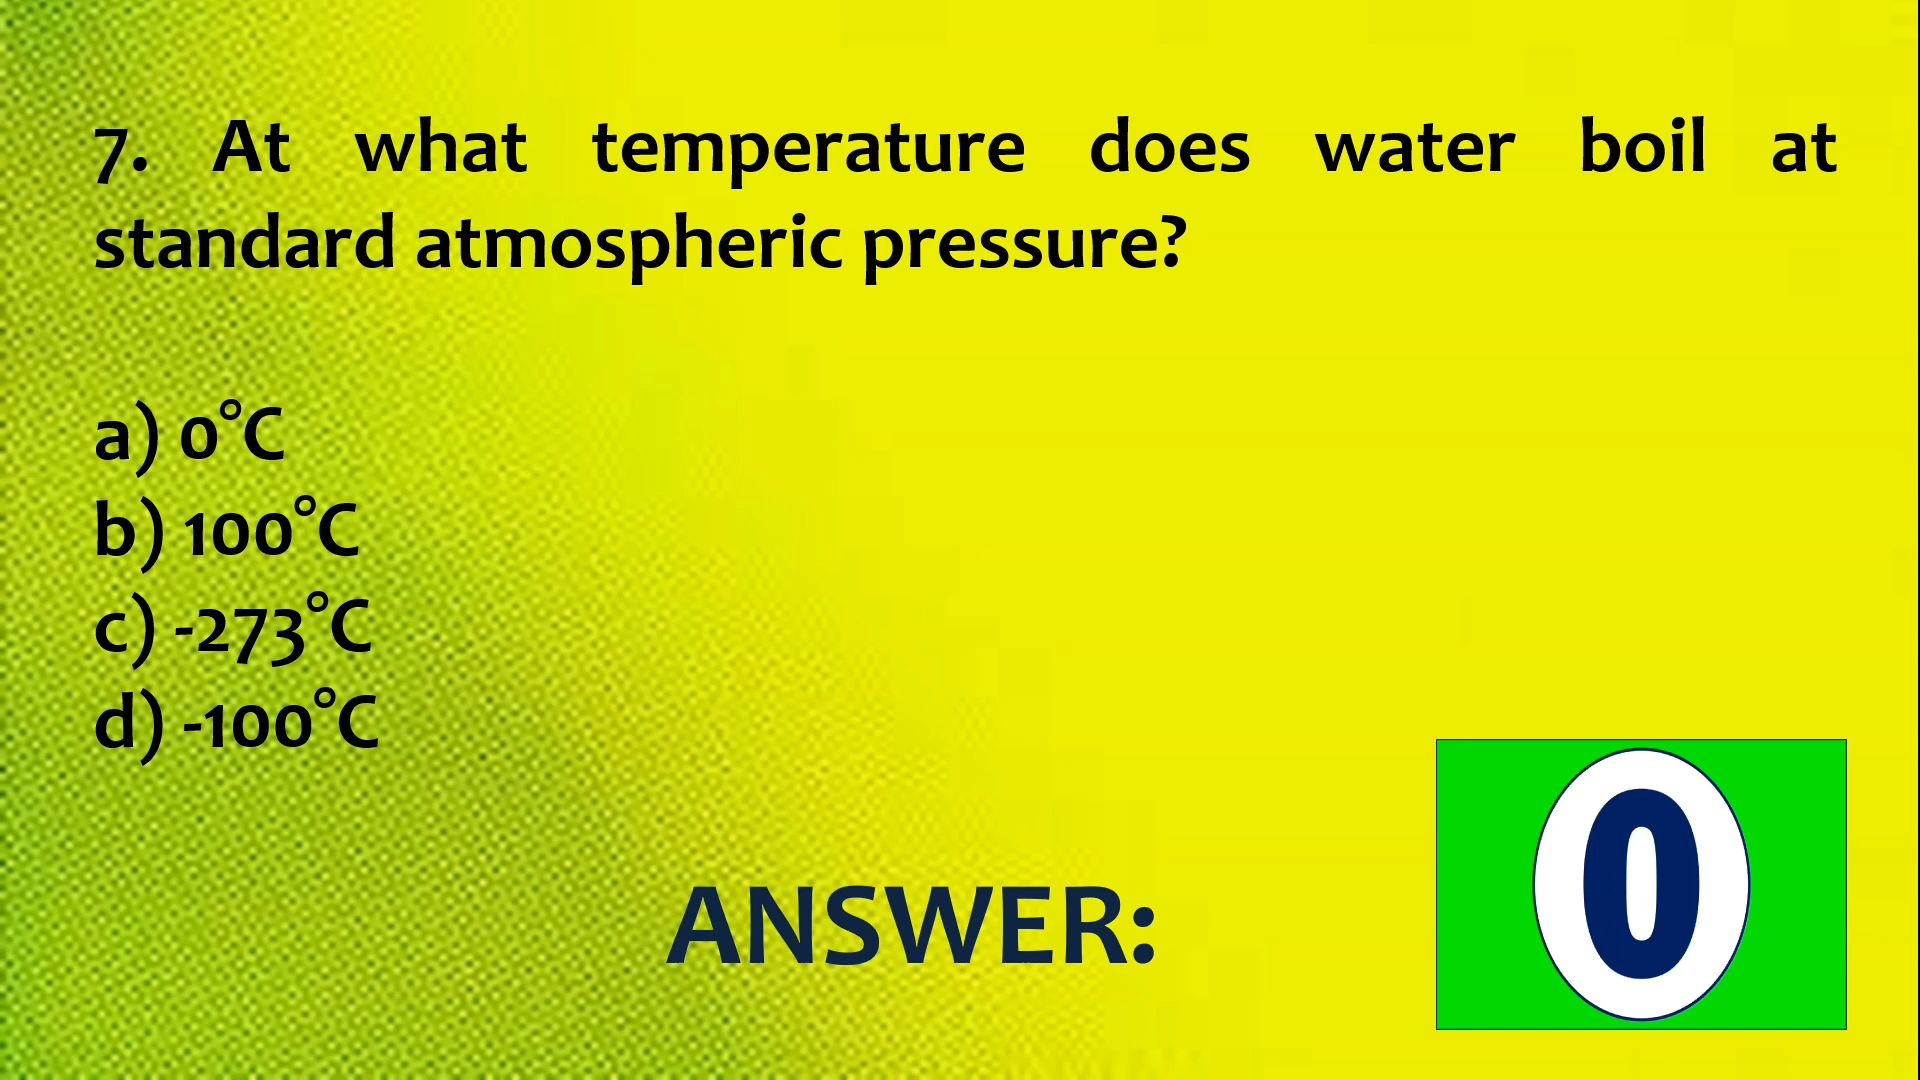 7. At what temperature does water boil at
standard atmospheric pressure?
a) 0°C
b) 100°C
c) -273°C
d) -100°C
ANSWER:
0